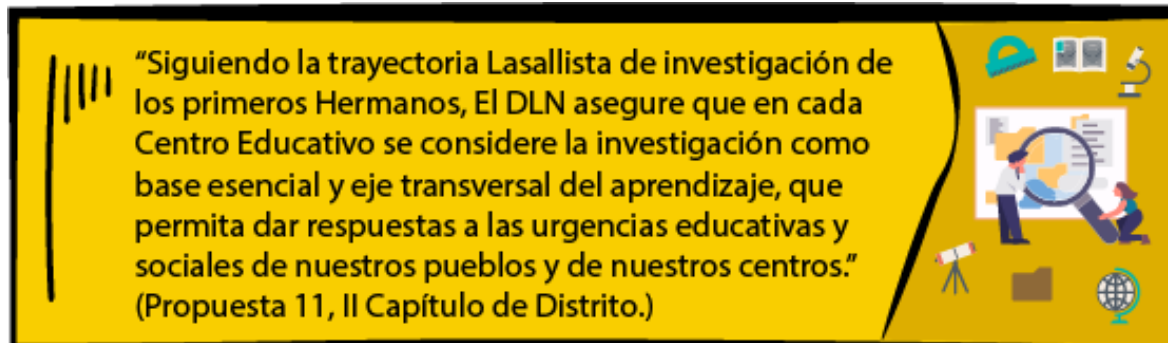 “Siguiendo la trayectoria Lasallista de investigación de
los primeros Hermanos, El DLN asegure que en cada
Centro Educativo se considere la investigación como
base esencial y eje transversal del aprendizaje, que
permita dar respuestas a las urgencias educativas y
sociales de nuestros pueblos y de nuestros centros.”
(Propuesta 11, II Capítulo de Distrito.)